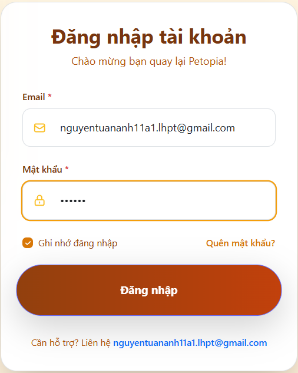 Đăng nhập tài khoản
Chào mừng bạn quay lại Petopia!
Email *
nguyentuananh11a1.lhpt@gmail.com
Mật khẩu *
••••••
Ghi nhớ đăng nhập
Quên mật khẩu?
Đăng nhập
Cần hỗ trợ? Liên hệ nguyentuananh11a1.lhpt@gmail.com